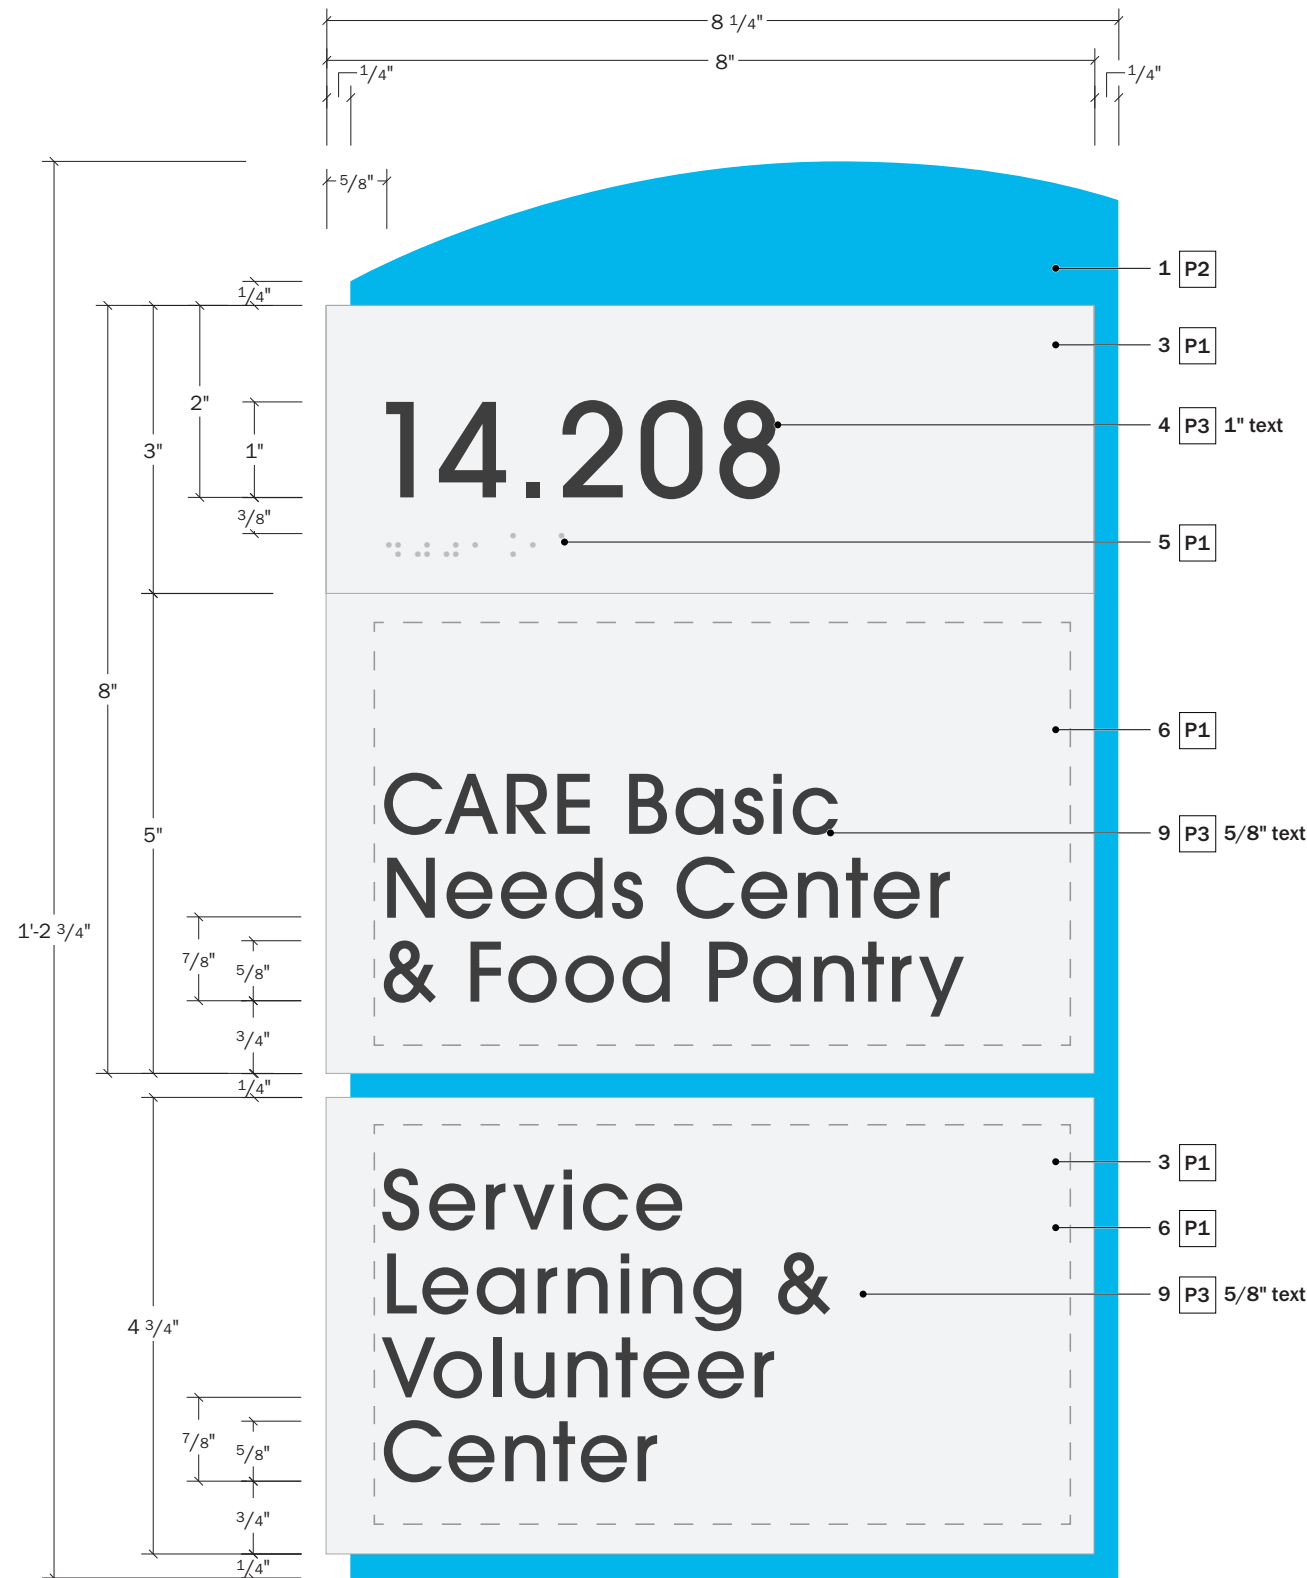 8 1/4"
8"
1/4"
1/4"
5/8"
1 P2
1/4"
3 P1
2"
14.208
4 P3 1" text
3"
1"
3/8"
⠼⠁⠙⠲ ⠃⠚⠓
5 P1
8"
6 P1
CARE Basic
5"
9 P3 5/8" text
Needs Center
1'-2 3/4"
7/8"
5/8"
& Food Pantry
3/4"
1/4"
3 P1
Service
6 P1
Learning &
9 P3 5/8" text
4 3/4"
Volunteer
7/8"
5/8"
Center
3/4"
1/4"